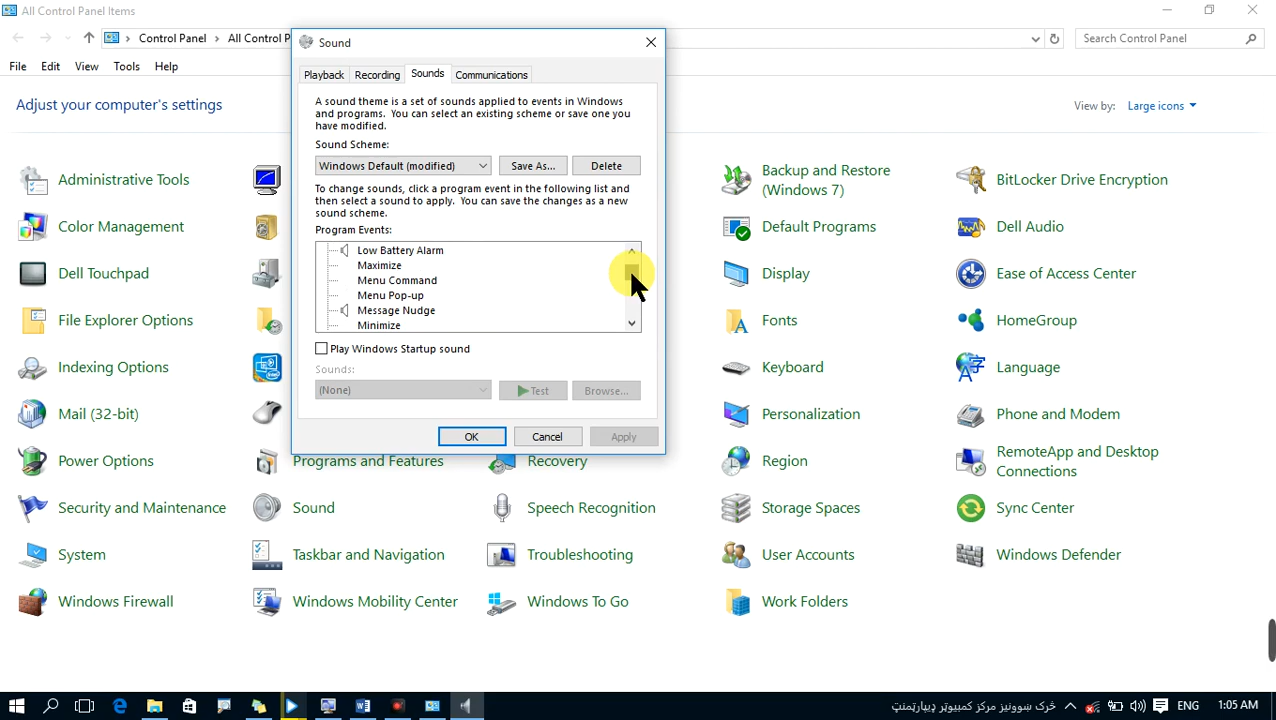 All Control Panel Items
Control Panel
All Control P
Search Control Panel
File Edit View Tools Help
Adjust your computer's settings
View by: Large icons
Sound
Playback Recording Sounds Communications
A sound theme is a set of sounds applied to events in Windows
and programs. You can select an existing scheme or save one you
have modified.
Sound Scheme:
Windows Default (modified) Save As... Delete
To change sounds, click a program event in the following list and
then select a sound to apply. You can save the changes as a new
sound scheme.
Program Events:
Low Battery Alarm
Maximize
Menu Command
Menu Pop-up
Message Nudge
Minimize
Play Windows Startup sound
Sounds:
(None) Test Browse...
OK Cancel Apply
Administrative Tools
Backup and Restore
(Windows 7)
BitLocker Drive Encryption
Color Management
Default Programs
Dell Audio
Dell Touchpad
Display
Ease of Access Center
File Explorer Options
Fonts
HomeGroup
Indexing Options
Keyboard
Language
Mail (32-bit)
Personalization
Phone and Modem
Power Options
Programs and Features
Recovery
Region
RemoteApp and Desktop
Connections
Security and Maintenance
Sound
Speech Recognition
Storage Spaces
Sync Center
System
Taskbar and Navigation
Troubleshooting
User Accounts
Windows Defender
Windows Firewall
Windows Mobility Center
Windows To Go
Work Folders
څرک ښوونیز مرکز کمپیوټر ډیپارټمنټ
ENG
1:05 AM